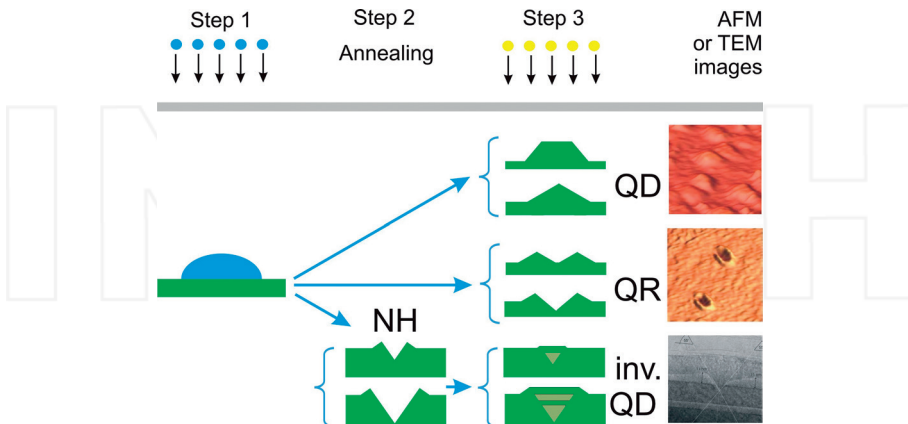 Step 1
Step 2
Step 3
AFM
or TEM
images
Annealing
QD
QR
NH
inv.
QD